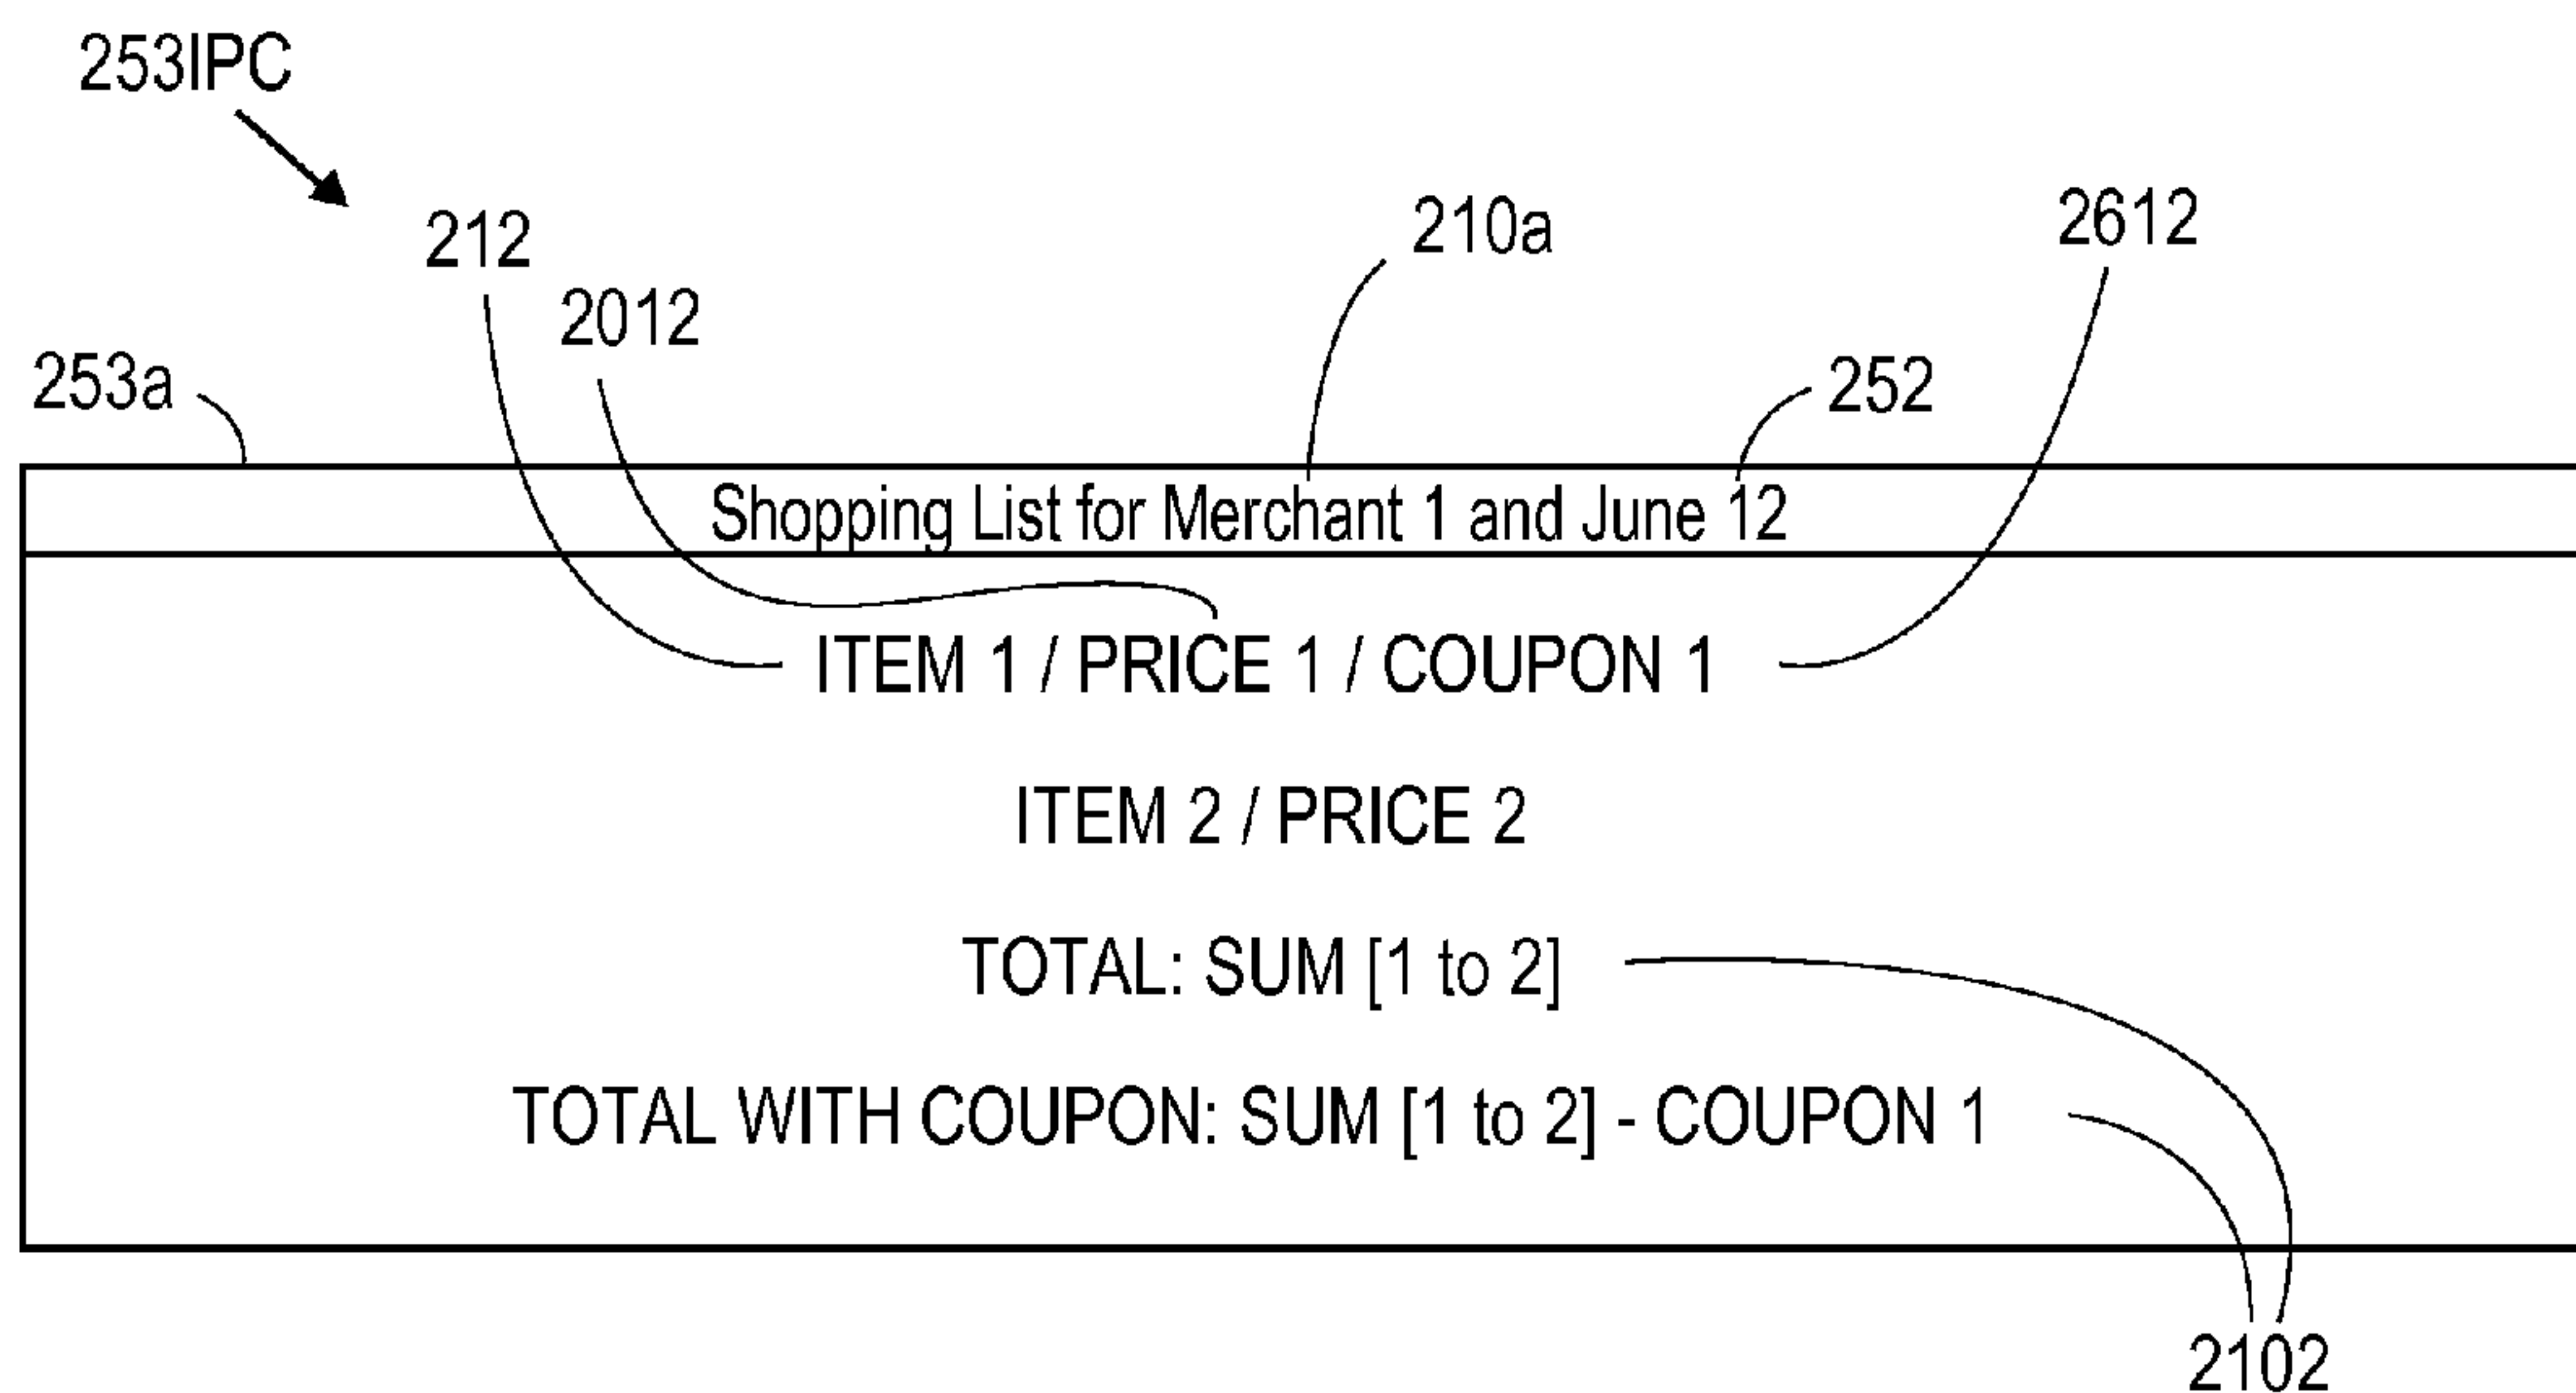 253IPC
212
210a
2612
2012
253a
252
Shopping List for Merchant 1 and June 12
ITEM 1 / PRICE 1 / COUPON 1
ITEM 2 / PRICE 2
TOTAL: SUM [1 to 2]
TOTAL WITH COUPON: SUM [1 to 2] - COUPON 1
2102